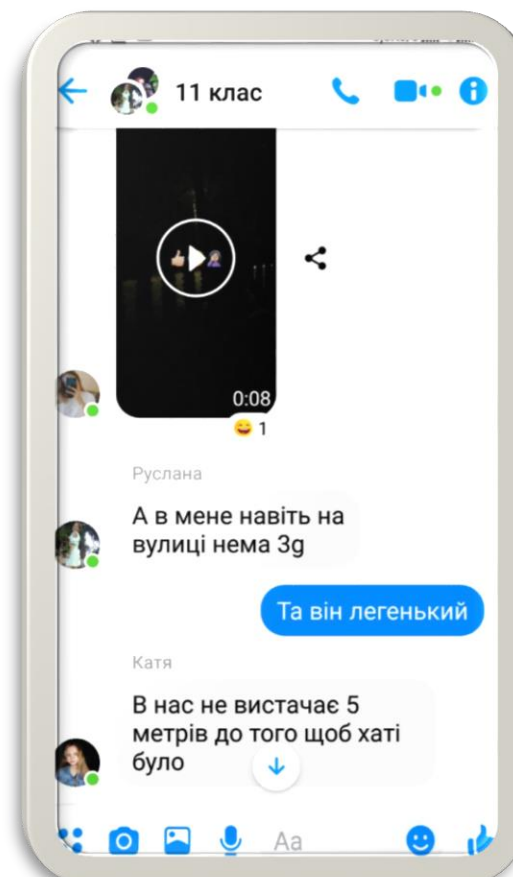 11 клас
0:08
1
Руслана
А в мене навіть на
вулиці нема 3g
Та він легенький
Катя
В нас не вистачає 5
метрів до того щоб хаті
було
Aa